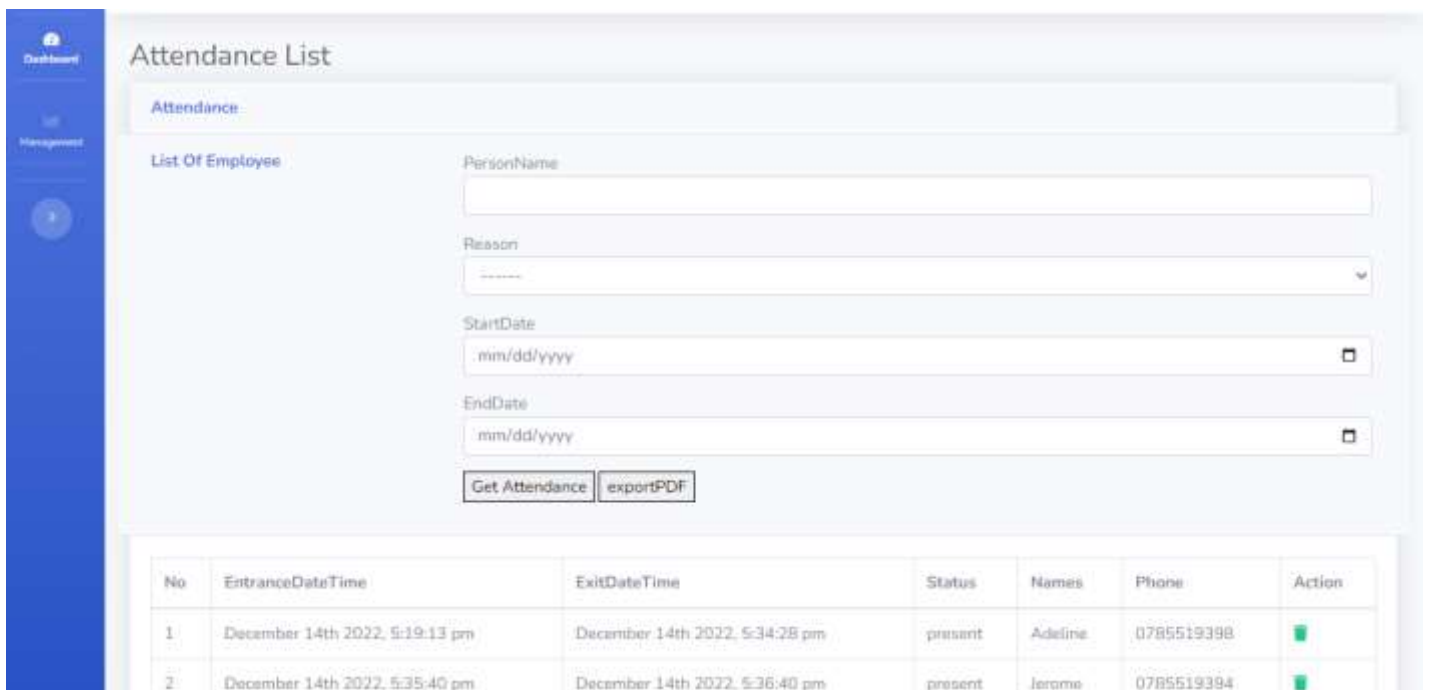 Dashboard
Management
Attendance List
Attendance
List Of Employee
PersonName
Reason
------
StartDate
mm/dd/yyyy
EndDate
mm/dd/yyyy
Get Attendance exportPDF
No EntranceDateTime ExitDateTime Status Names Phone Action
1 December 14th 2022, 5:19:13 pm December 14th 2022, 5:34:28 pm present Adeline 0785519398
2 December 14th 2022, 5:35:40 pm December 14th 2022, 5:36:40 pm present Jerome 0785519394